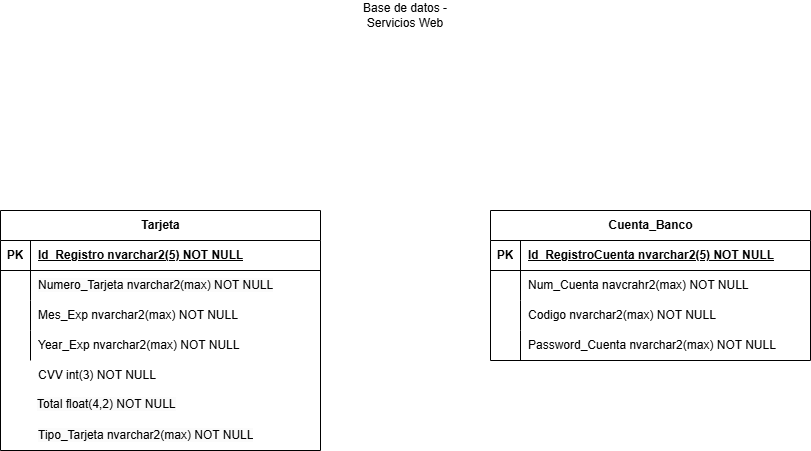 Base de datos -
Servicios Web
Tarjeta
PK Id_Registro nvarchar2(5) NOT NULL
Numero_Tarjeta nvarchar2(max) NOT NULL
Mes_Exp nvarchar2(max) NOT NULL
Year_Exp nvarchar2(max) NOT NULL
CVV int(3) NOT NULL
Total float(4,2) NOT NULL
Tipo_Tarjeta nvarchar2(max) NOT NULL
Cuenta_Banco
PK Id_RegistroCuenta nvarchar2(5) NOT NULL
Num_Cuenta navcrahr2(max) NOT NULL
Codigo nvarchar2(max) NOT NULL
Password_Cuenta nvarchar2(max) NOT NULL